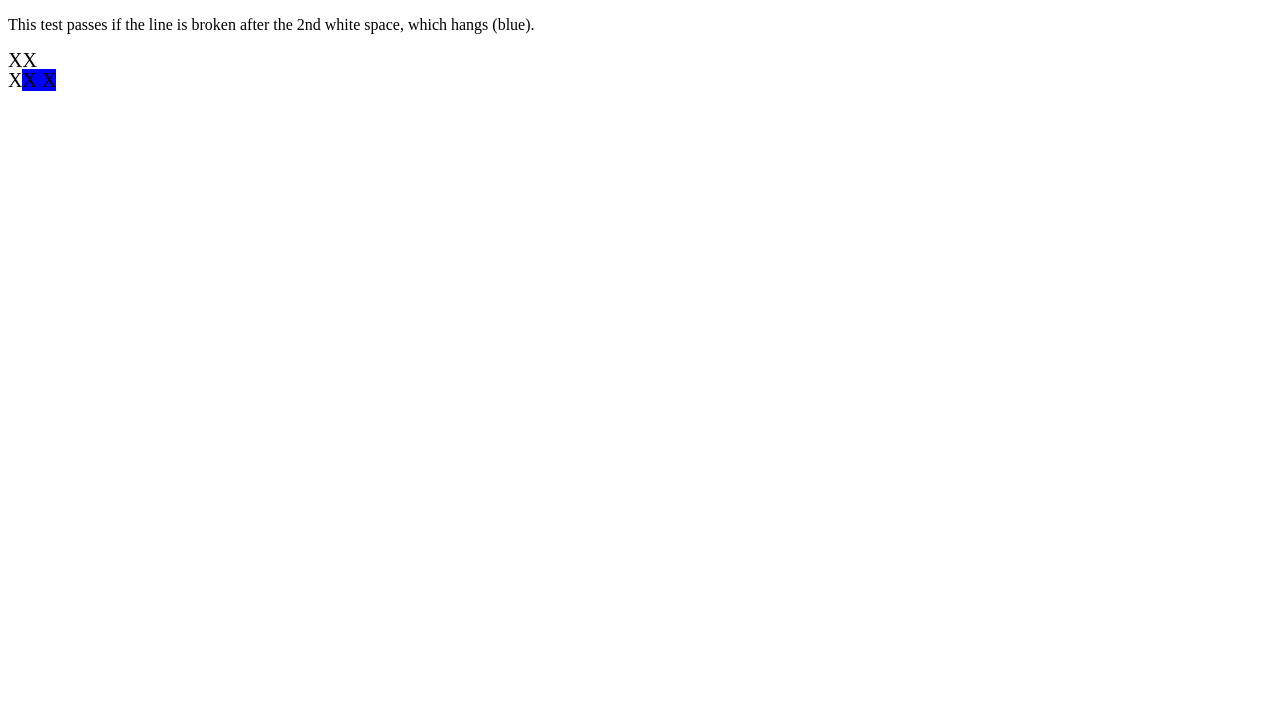 This test passes if the line is broken after the 2nd white space, which hangs (blue).
XX
XX X